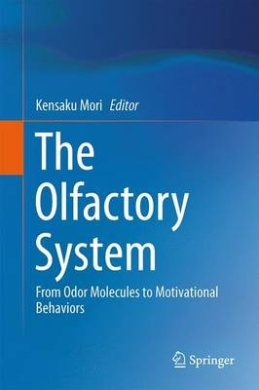 Kensaku Mori Editor
The
Olfactory
System
From Odor Molecules to Motivational
Behaviors
Springer